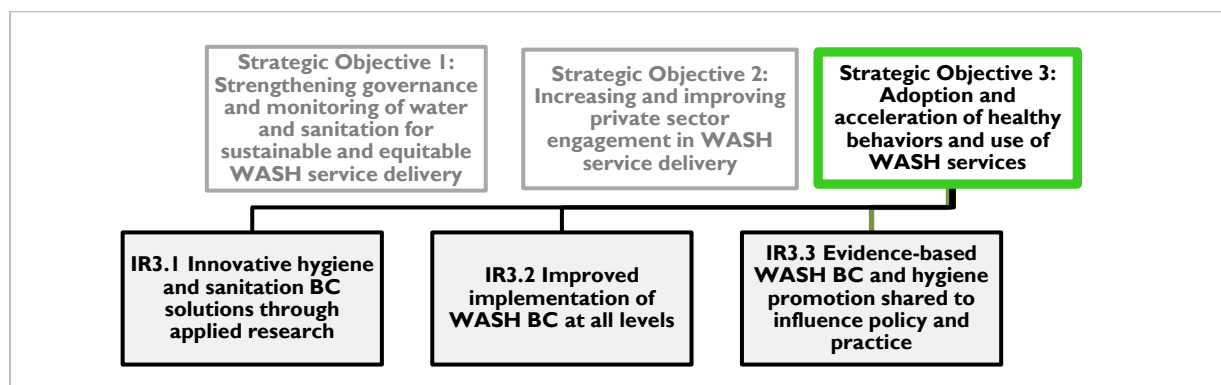 Strategic Objective 1:
Strengthening governance
and monitoring of water
and sanitation for
sustainable and equitable
WASH service delivery
Strategic Objective 2:
Increasing and improving
private sector
engagement in WASH
service delivery
Strategic Objective 3:
Adoption and
acceleration of healthy
behaviors and use of
WASH services
IR3.1 Innovative hygiene
and sanitation BC
solutions through
applied research
IR3.2 Improved
implementation of
WASH BC at all levels
IR3.3 Evidence-based
WASH BC and hygiene
promotion shared to
influence policy and
practice